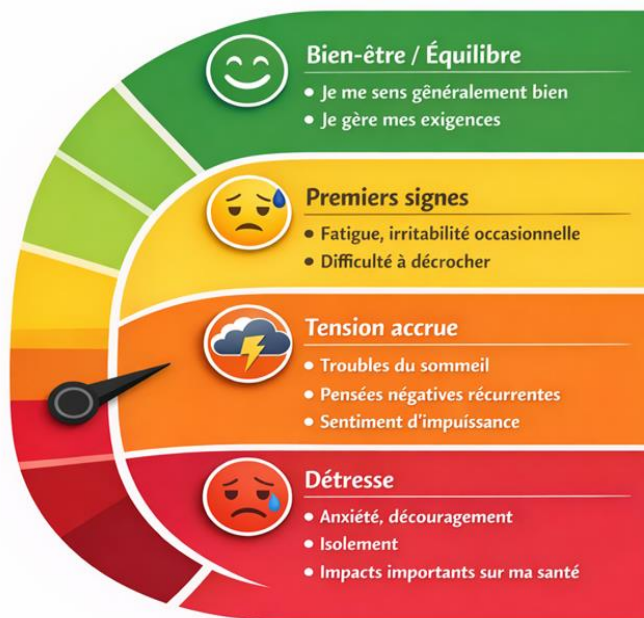 Bien-être / Équilibre
• Je me sens gênéralement bien
• Je gère mes exigences
Premiers signes
• Fatigue, irritabilité occasionnelle
• Difficulté à décrocher
Tension accrue
• Troubles du sommeil
• Pensées négatives récurrentes
• Sentiment d'impuissance
Détresse
• Anxiété, découragement
• Isolement
• Impacts importants sur ma santé